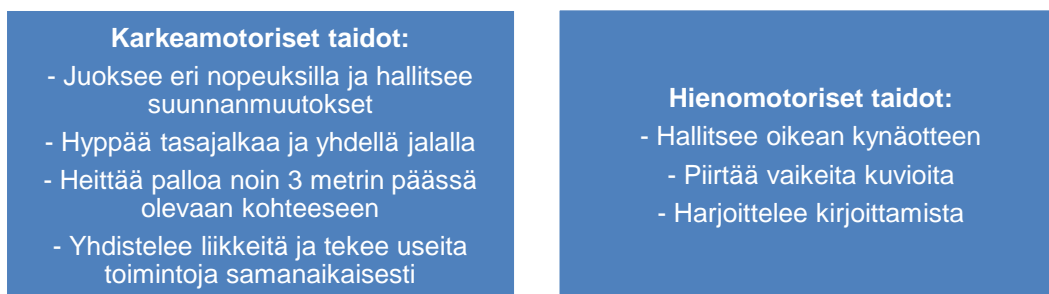 Karkeamotoriset taidot:
- Juoksee eri nopeuksilla ja hallitsee
suunnanmuutokset
- Hyppää tasajalkaa ja yhdellä jalalla
- Heittää palloa noin 3 metrin päässä
olevaan kohteeseen
- Yhdistelee liikkeitä ja tekee useita
toimintoja samanaikaisesti
Hienomotoriset taidot:
- Hallitsee oikean kynäotteen
- Piirtää vaikeita kuvioita
- Harjoittelee kirjoittamista